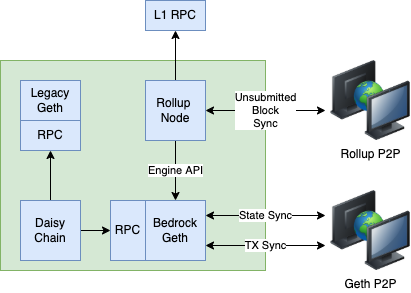 L1 RPC
Legacy
Geth
RPC
Rollup
Node
Unsubmitted
Block
Sync
Rollup P2P
Engine API
Daisy
Chain
RPC
Bedrock
Geth
State Sync
TX Sync
Geth P2P